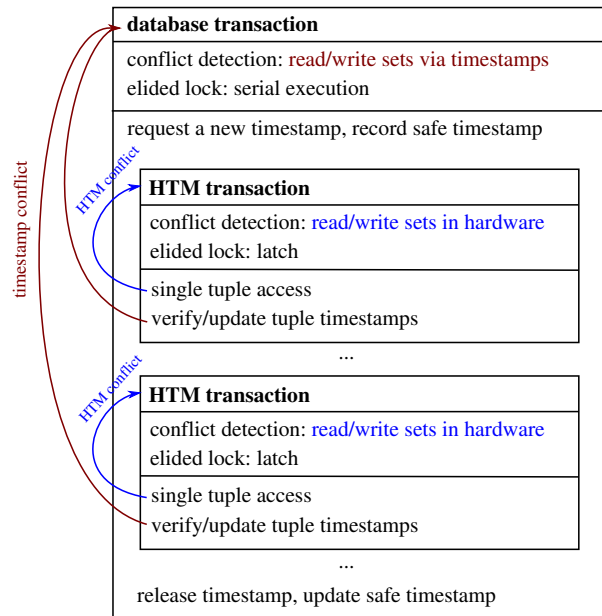 database transaction
conflict detection: read/write sets via timestamps
elided lock: serial execution
request a new timestamp, record safe timestamp
timestamp conflict
HTM conflict
HTM transaction
conflict detection: read/write sets in hardware
elided lock: latch
single tuple access
verify/update tuple timestamps
...
HTM conflict
HTM transaction
conflict detection: read/write sets in hardware
elided lock: latch
single tuple access
verify/update tuple timestamps
...
release timestamp, update safe timestamp